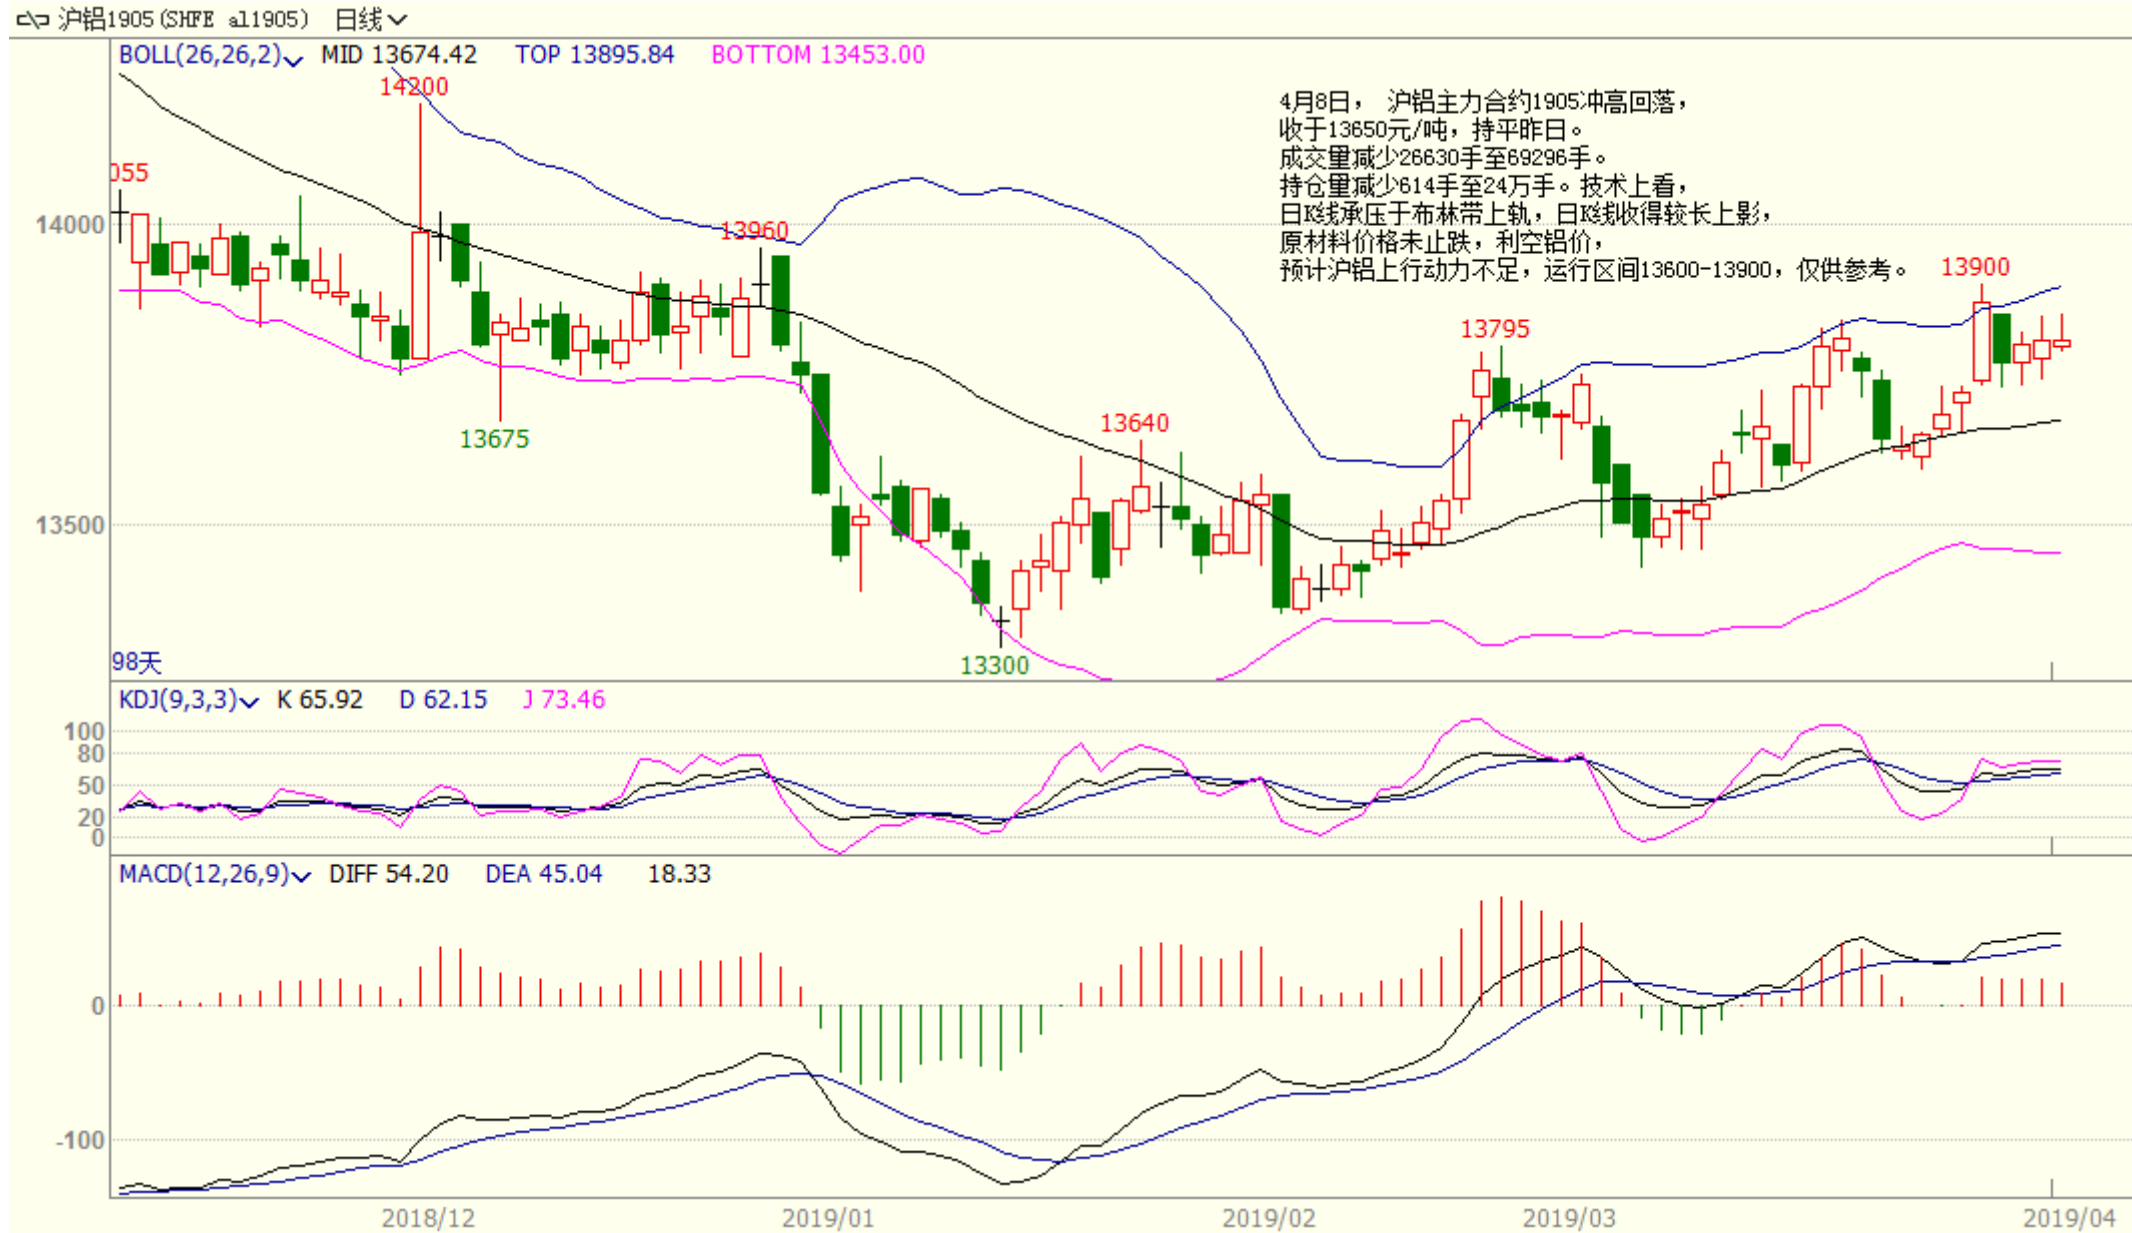 沪铝1905(SHFE al1905) 日线
BOLL(26,26,2) MID 13674.42 TOP 13895.84 BOTTOM 13453.00
14200
4月8日， 沪铝主力合约1905冲高回落，
收于13650元/吨，持平昨日。
成交量减少26630手至69296手。
持仓量减少614手至24万手。技术上看，
日K线承压于布林带上轨，日K线收得较长上影，
原材料价格未止跌，利空铝价，
预计沪铝上行动力不足，运行区间13600-13900，仅供参考。
055
14000
13960
13900
13795
13675
13640
13500
13300
98天
KDJ(9,3,3) K 65.92 D 62.15 J 73.46
100
80
50
20
0
MACD(12,26,9) DIFF 54.20 DEA 45.04 18.33
0
-100
2018/12 2019/01 2019/02 2019/03 2019/04